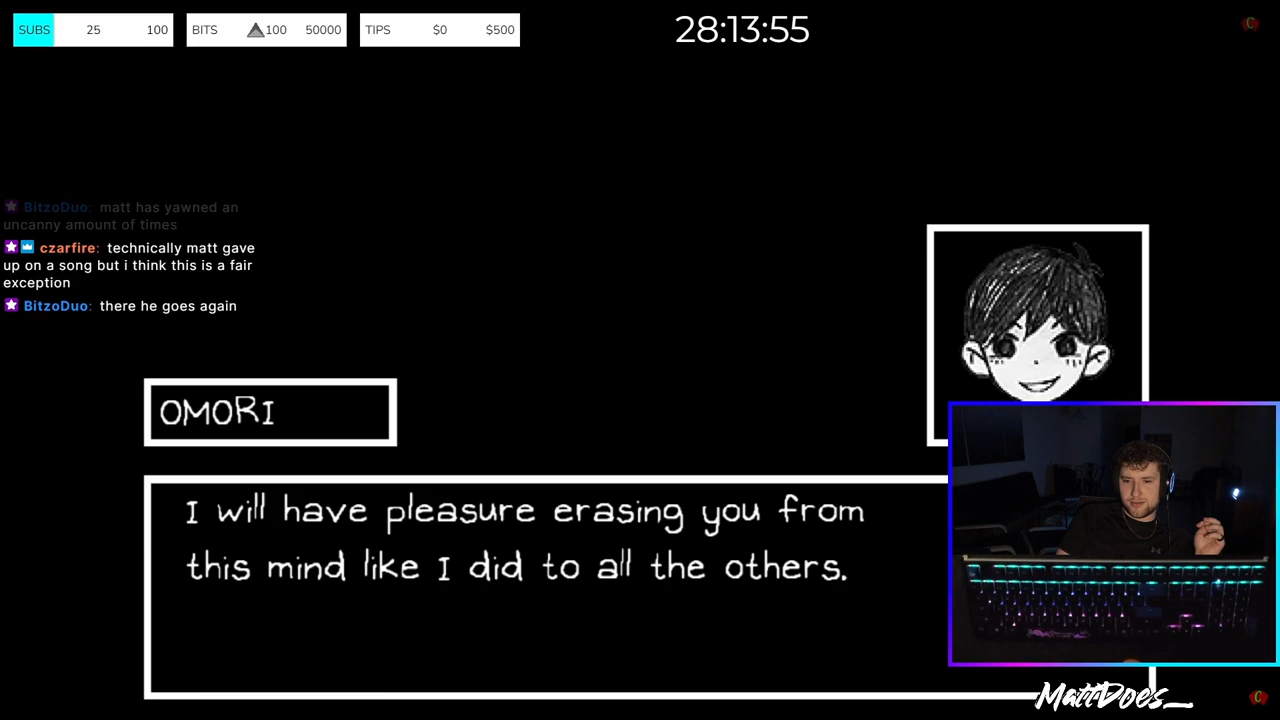 SUBS 25 100 BITS 100 50000 TIPS $0 $500 28:13:55
C
BitzoDuo: matt has yawned an
uncanny amount of times
czarfire: technically matt gave
up on a song but i think this is a fair
exception
BitzoDuo: there he goes again
OMORI
I will have pleasure erasing you from
this mind like I did to all the others.
MattDoes_
C